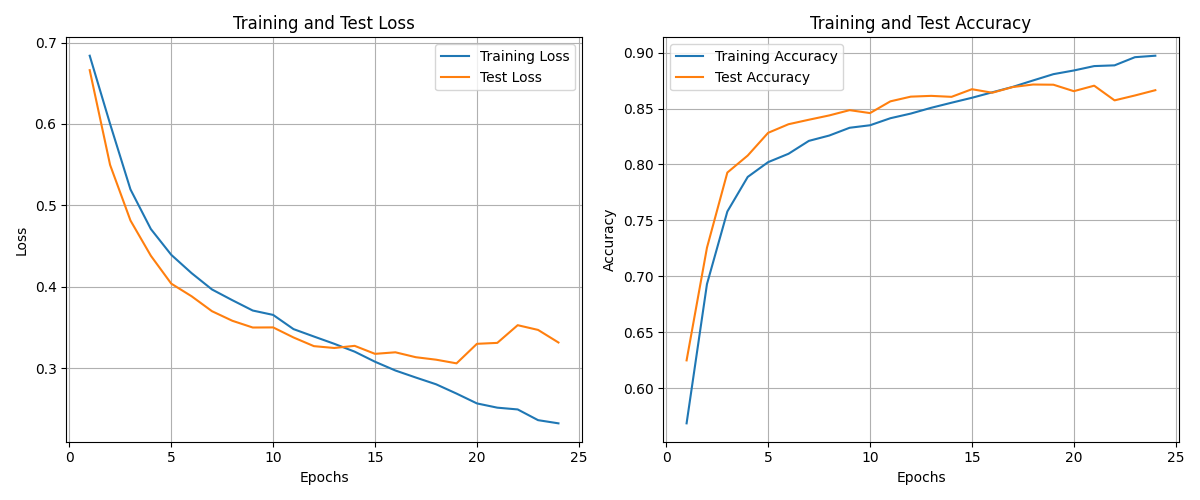 Training and Test Loss
0.7
0.6
0.5
0.4
0.3
Loss
Training Loss
Test Loss
0
5
10
15
20
25
Epochs
Training and Test Accuracy
0.90
0.85
0.80
0.75
0.70
0.65
0.60
Accuracy
Training Accuracy
Test Accuracy
0
5
10
15
20
25
Epochs